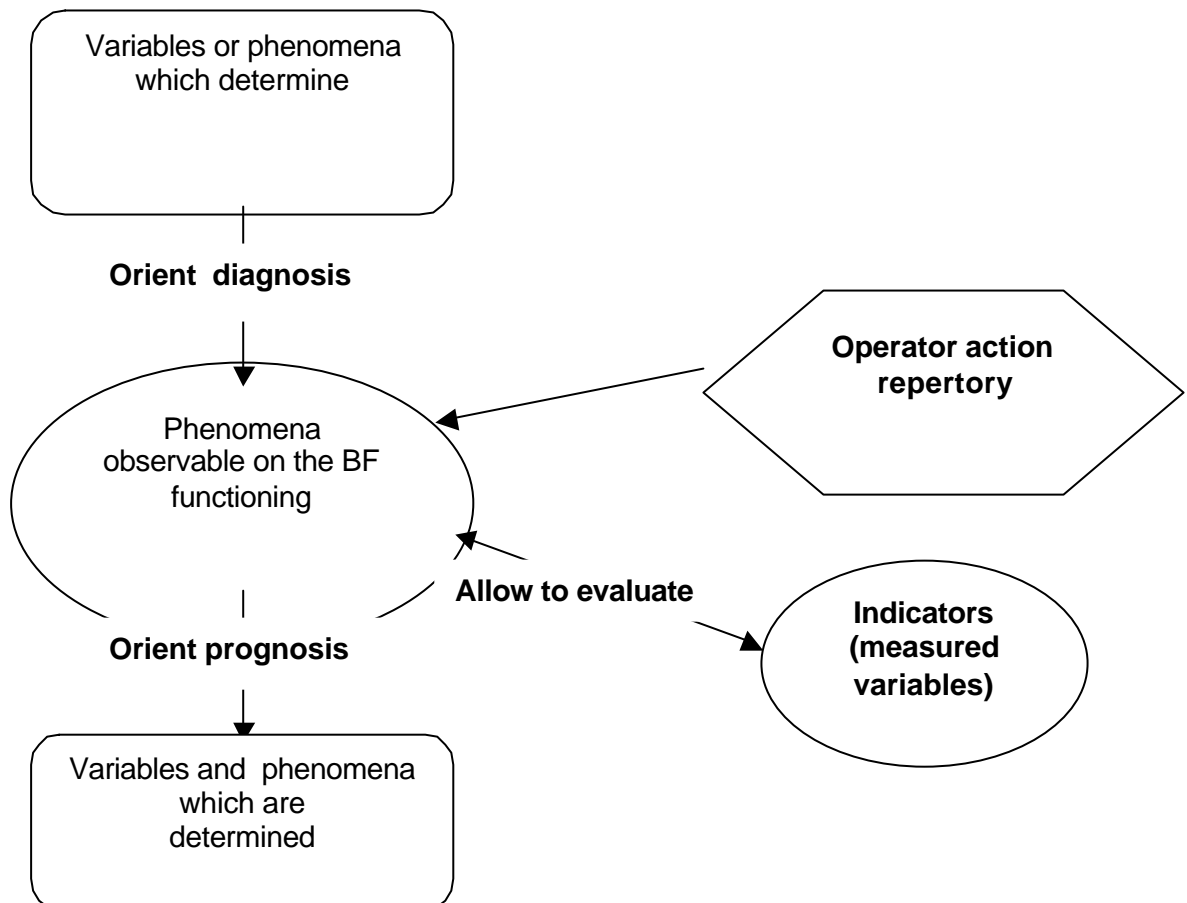 Variables or phenomena
which determine
Orient  diagnosis
Operator action
repertory
Phenomena
observable on the BF
functioning
Allow to evaluate
Indicators
(measured
variables)
Orient prognosis
Variables and  phenomena
which are
determined